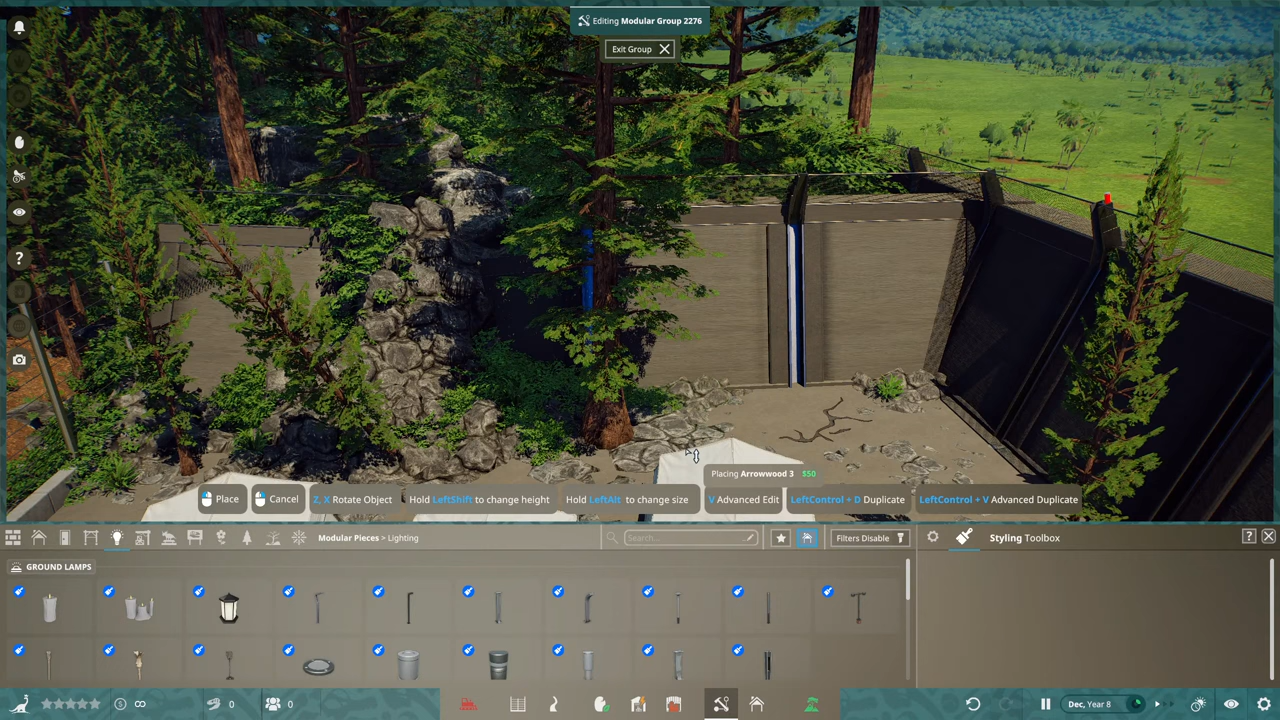 Editing Modular Group 2276
Exit Group
Placing Arrowwood 3 $50
Place
Cancel
Z, X Rotate Object
Hold LeftShift to change height
Hold LeftAlt to change size
V Advanced Edit
LeftControl + D Duplicate
LeftControl + V Advanced Duplicate
Modular Pieces > Lighting
Search...
Filters Disable
Styling Toolbox
?
GROUND LAMPS
?
0
0
Dec, Year 8